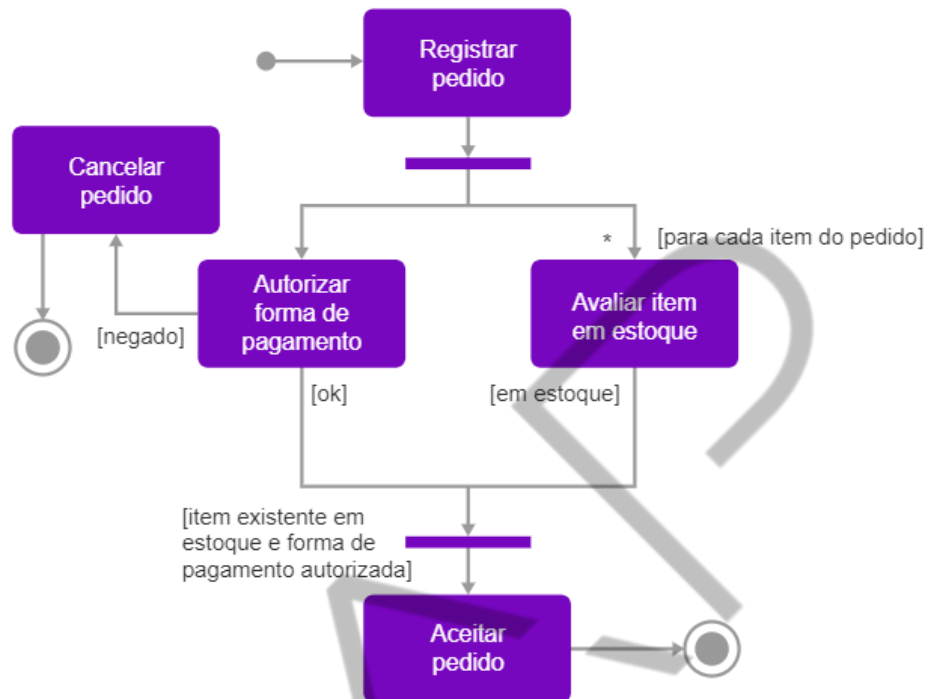 Registrar
pedido
Cancelar
pedido
*
[para cada item do pedido]
Autorizar
forma de
pagamento
Avaliar item
em estoque
[negado]
[ok]
[em estoque]
[item existente em
estoque e forma de
pagamento autorizada]
Aceitar
pedido